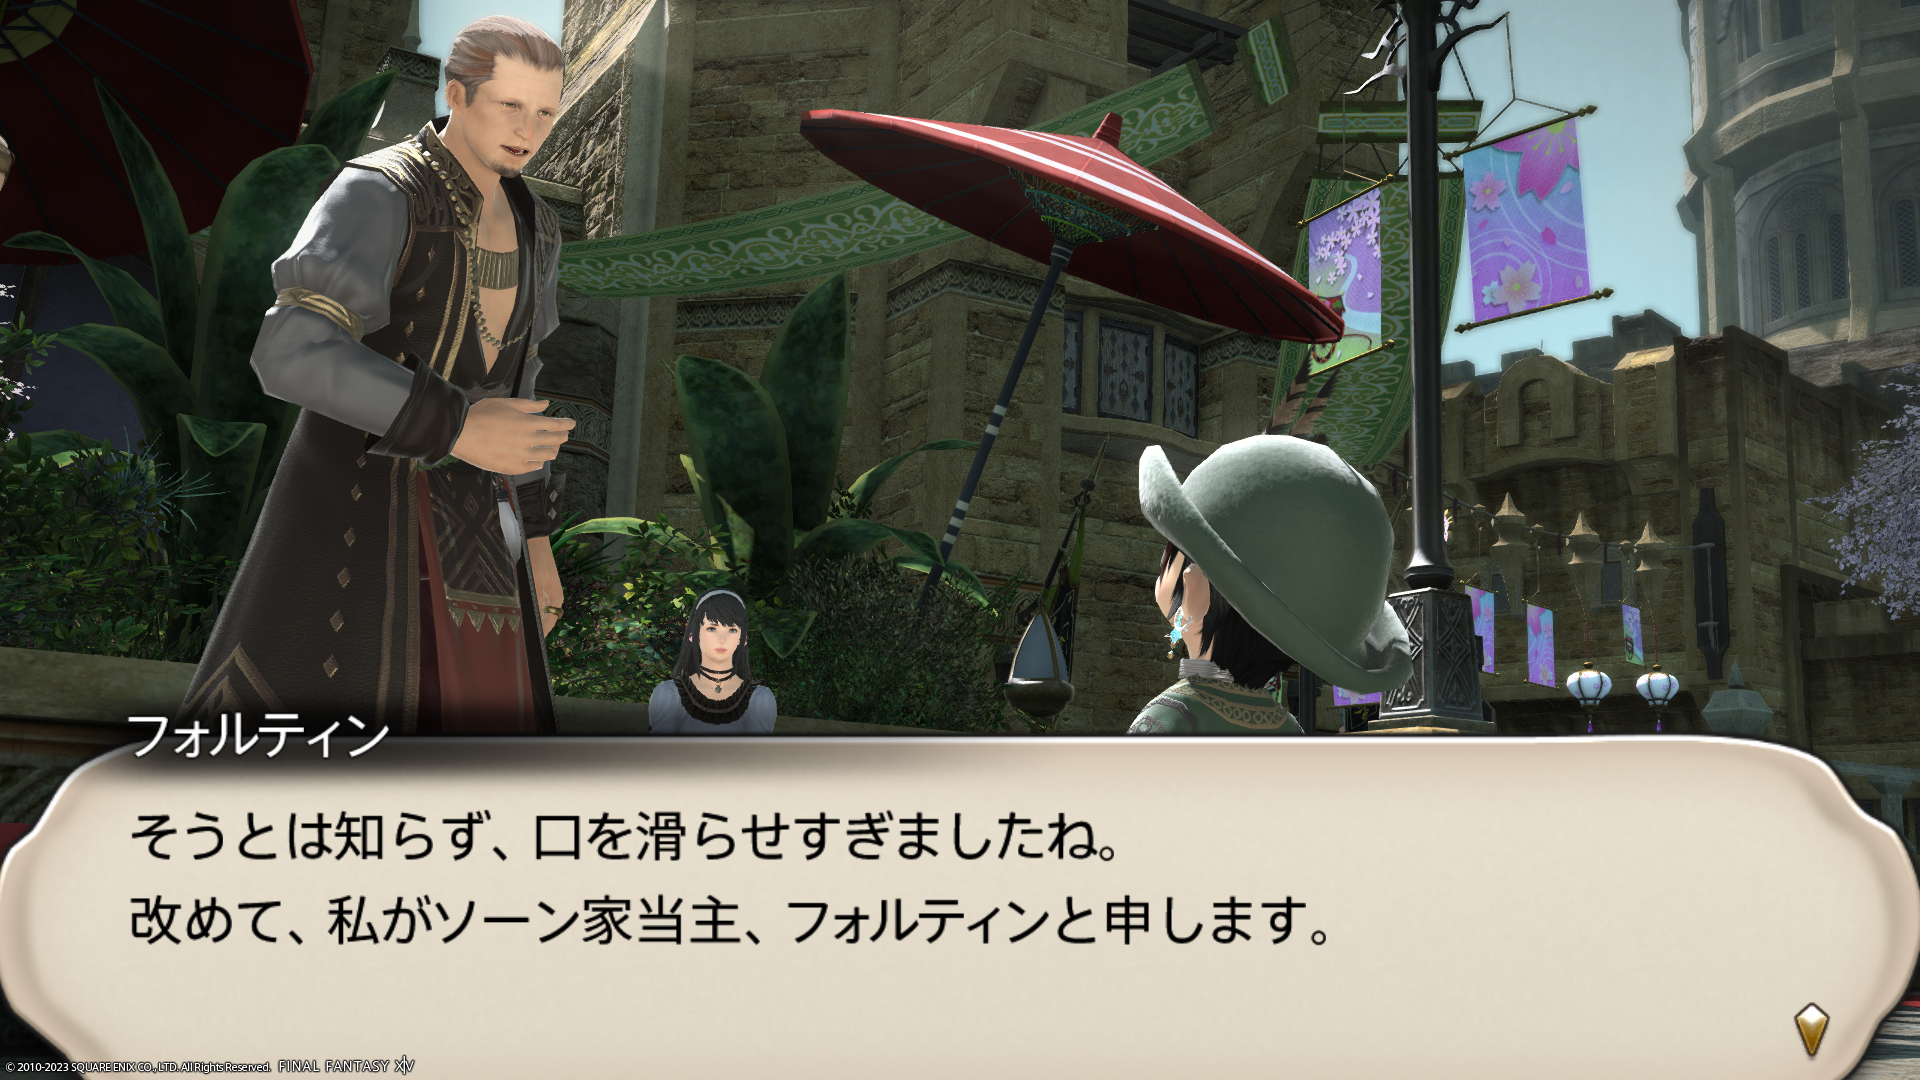 フォルティン
そうとは知らず、口を滑らせすぎましたね。
改めて、私がソーン家当主、フォルティンと申します。
© 2010-2023 SQUARE ENIX CO., LTD. All Rights Reserved. FINAL FANTASY XIV